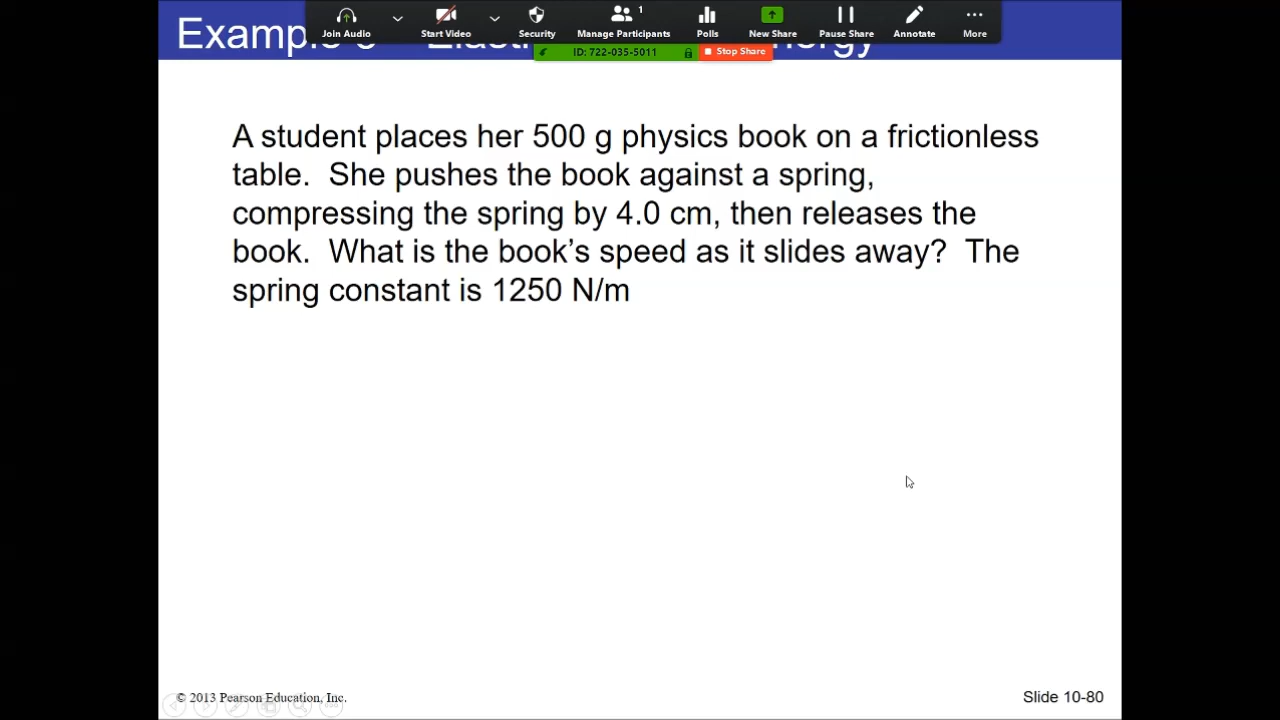 Join Audio
Start Video
Security
1
Manage Participants
Polls
New Share
Pause Share
Annotate
More
ID: 722-035-5011
Stop Share
A student places her 500 g physics book on a frictionless
table. She pushes the book against a spring,
compressing the spring by 4.0 cm, then releases the
book. What is the book’s speed as it slides away? The
spring constant is 1250 N/m
© 2013 Pearson Education, Inc.
Slide 10-80